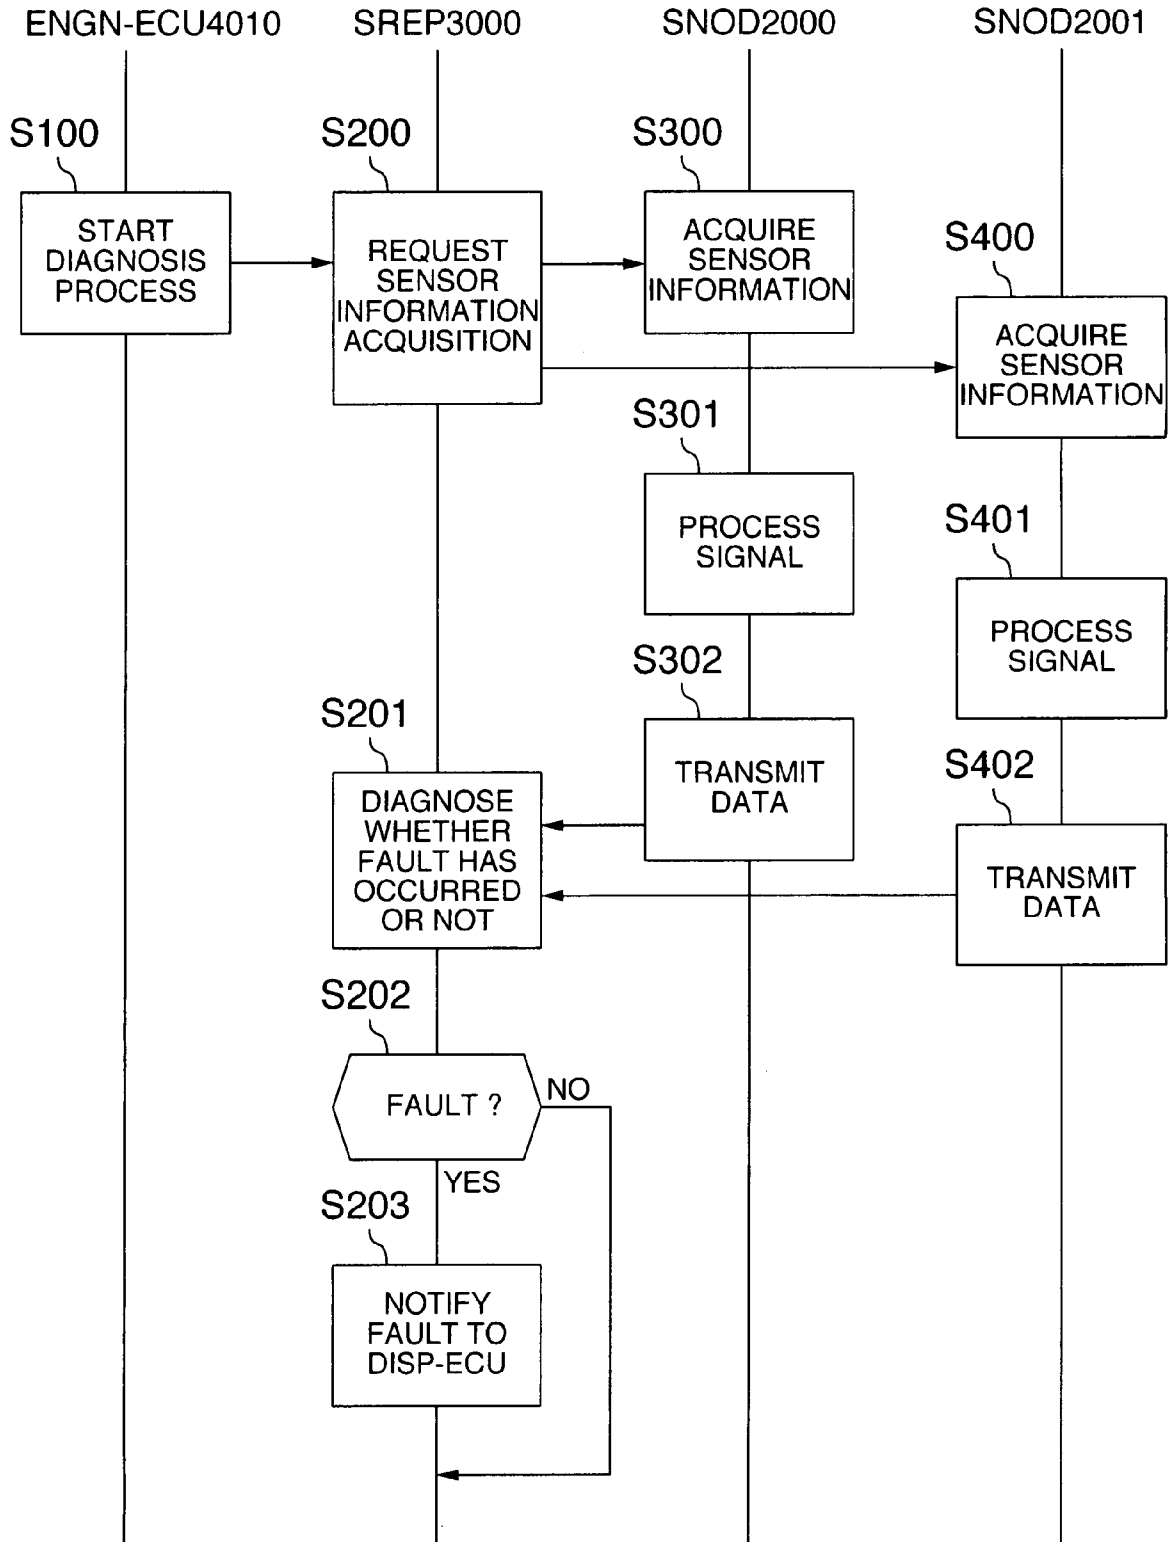 ENGN-ECU4010
SREP3000
SNOD2000
SNOD2001
S100
START
DIAGNOSIS
PROCESS
S200
REQUEST
SENSOR
INFORMATION
ACQUISITION
S300
ACQUIRE
SENSOR
INFORMATION
S400
ACQUIRE
SENSOR
INFORMATION
S301
PROCESS
SIGNAL
S401
PROCESS
SIGNAL
S302
TRANSMIT
DATA
S201
DIAGNOSE
WHETHER
FAULT HAS
OCCURRED
OR NOT
S402
TRANSMIT
DATA
S202
FAULT ?
NO
YES
S203
NOTIFY
FAULT TO
DISP-ECU